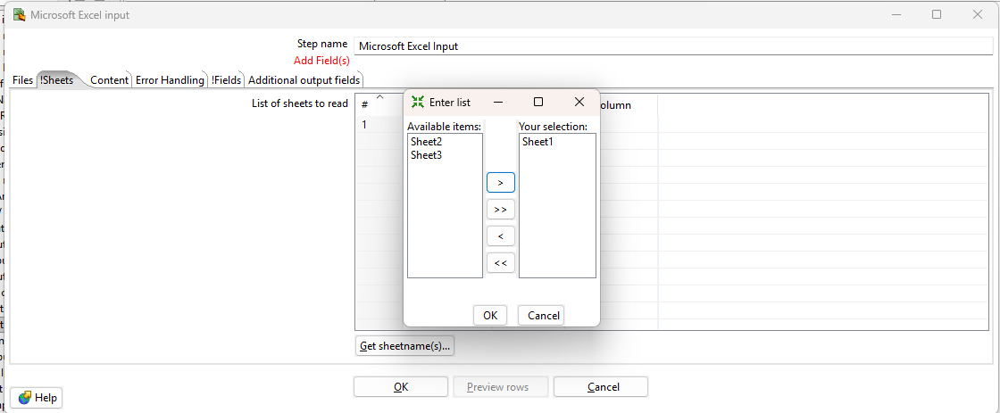 Microsoft Excel input
Step name
Microsoft Excel Input
Add Field(s)
Files
!Sheets
Content
Error Handling
!Fields
Additional output fields
List of sheets to read
#
olumn
1
Enter list
Available items:
Your selection:
Sheet2
Sheet3
Sheet1
>
>>
<
<<
OK
Cancel
Get sheetname(s)...
OK
Preview rows
Cancel
Help